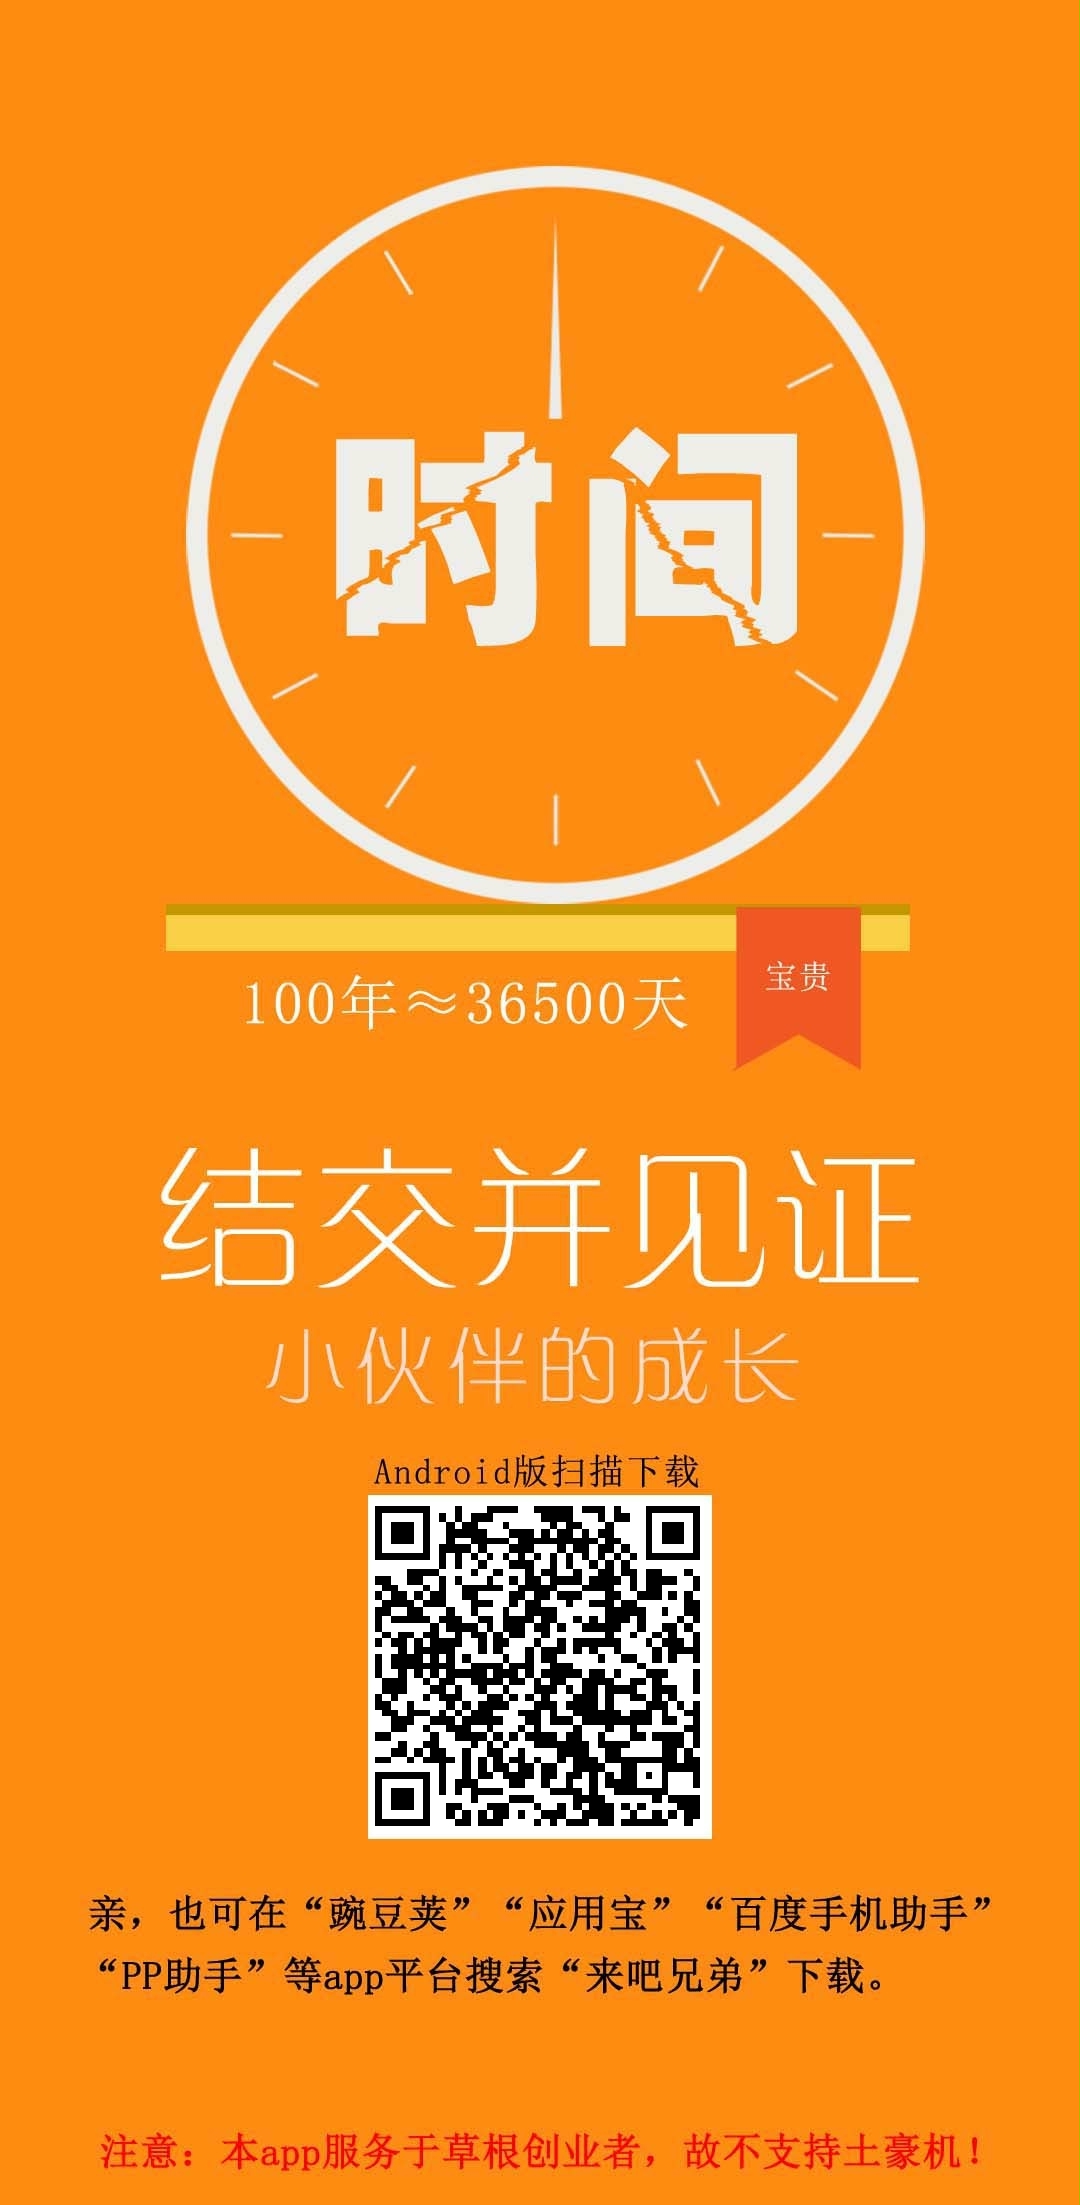 时间
100年≈36500天
宝贵
结交并见证
小伙伴的成长
Android版扫描下载
亲，也可在“豌豆荚”“应用宝”“百度手机助手”
“PP助手”等app平台搜索“来吧兄弟”下载。
注意：本app服务于草根创业者，故不支持土豪机！